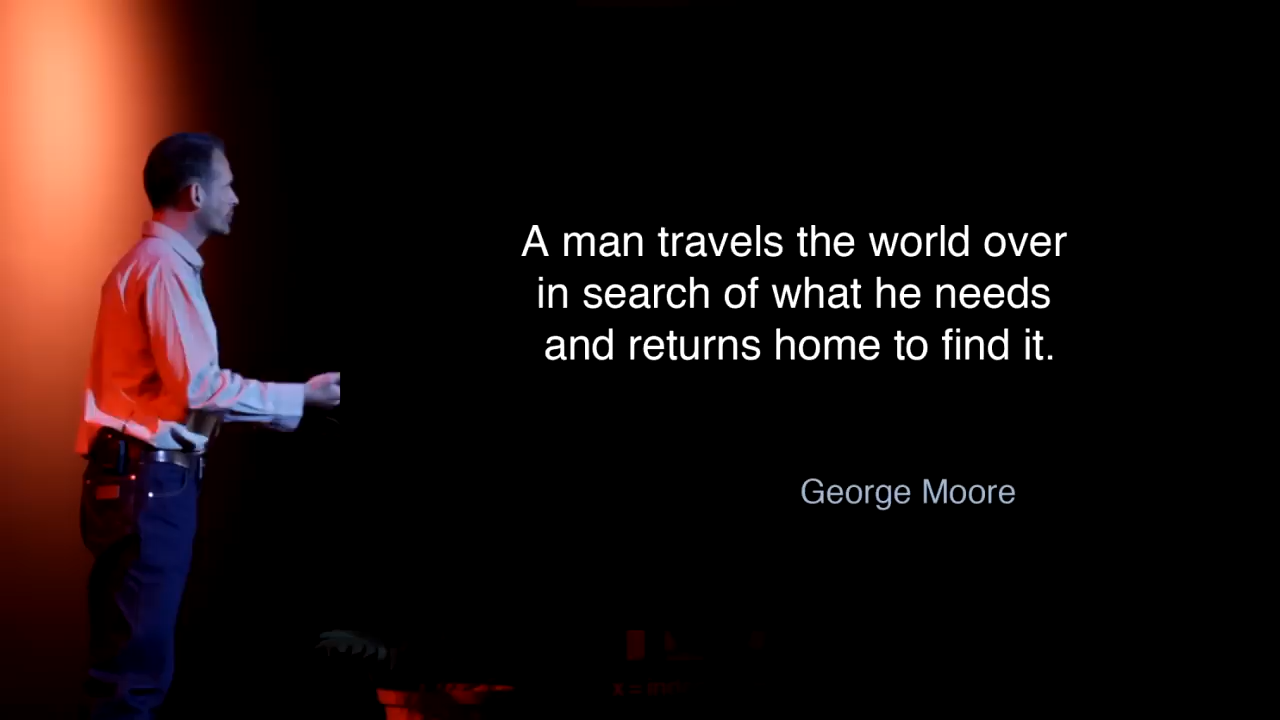 A man travels the world over
in search of what he needs
and returns home to find it.
George Moore